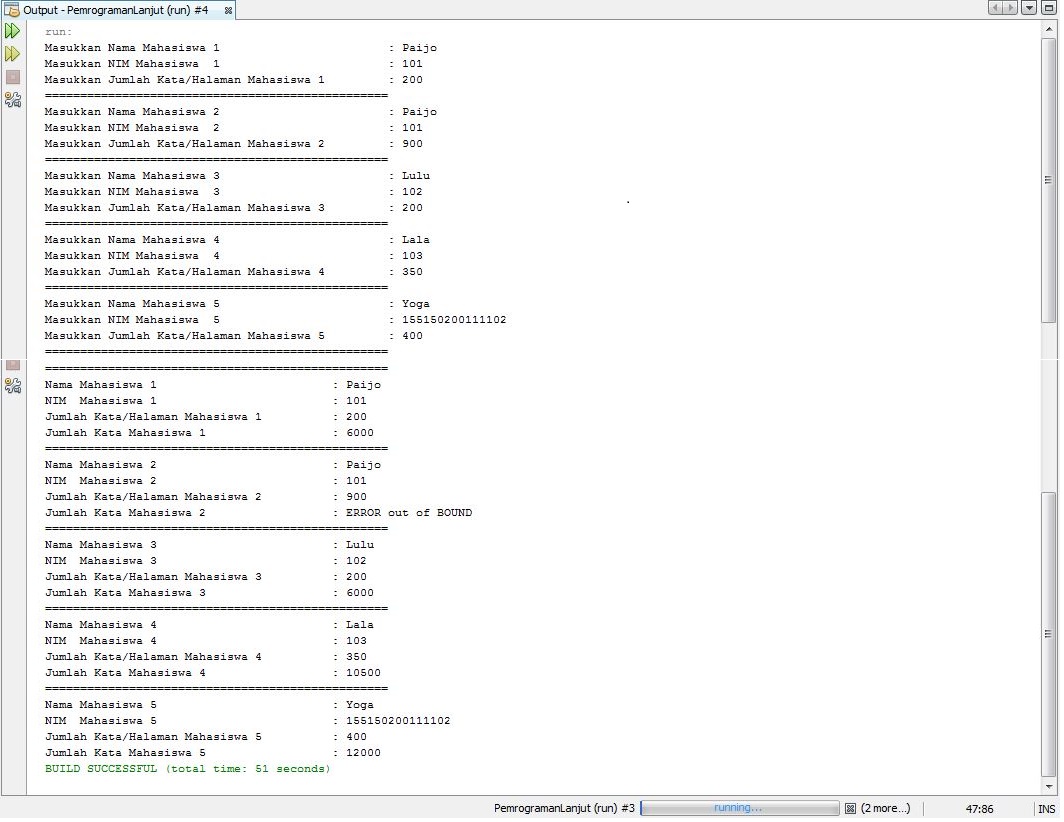 Output - PemrogramanLanjut (run) #4
run:
Masukkan Nama Mahasiswa 1 : Paijo
Masukkan NIM Mahasiswa 1 : 101
Masukkan Jumlah Kata/Halaman Mahasiswa 1 : 200
=================================================
Masukkan Nama Mahasiswa 2 : Paijo
Masukkan NIM Mahasiswa 2 : 101
Masukkan Jumlah Kata/Halaman Mahasiswa 2 : 900
=================================================
Masukkan Nama Mahasiswa 3 : Lulu
Masukkan NIM Mahasiswa 3 : 102
Masukkan Jumlah Kata/Halaman Mahasiswa 3 : 200
=================================================
Masukkan Nama Mahasiswa 4 : Lala
Masukkan NIM Mahasiswa 4 : 103
Masukkan Jumlah Kata/Halaman Mahasiswa 4 : 350
=================================================
Masukkan Nama Mahasiswa 5 : Yoga
Masukkan NIM Mahasiswa 5 : 155150200111102
Masukkan Jumlah Kata/Halaman Mahasiswa 5 : 400
=================================================
=================================================
Nama Mahasiswa 1 : Paijo
NIM Mahasiswa 1 : 101
Jumlah Kata/Halaman Mahasiswa 1 : 200
Jumlah Kata Mahasiswa 1 : 6000
=================================================
Nama Mahasiswa 2 : Paijo
NIM Mahasiswa 2 : 101
Jumlah Kata/Halaman Mahasiswa 2 : 900
Jumlah Kata Mahasiswa 2 : ERROR out of BOUND
=================================================
Nama Mahasiswa 3 : Lulu
NIM Mahasiswa 3 : 102
Jumlah Kata/Halaman Mahasiswa 3 : 200
Jumlah Kata Mahasiswa 3 : 6000
=================================================
Nama Mahasiswa 4 : Lala
NIM Mahasiswa 4 : 103
Jumlah Kata/Halaman Mahasiswa 4 : 350
Jumlah Kata Mahasiswa 4 : 10500
=================================================
Nama Mahasiswa 5 : Yoga
NIM Mahasiswa 5 : 155150200111102
Jumlah Kata/Halaman Mahasiswa 5 : 400
Jumlah Kata Mahasiswa 5 : 12000
BUILD SUCCESSFUL (total time: 51 seconds)
PemrogramanLanjut (run) #3 running... (2 more...) 47:86 INS